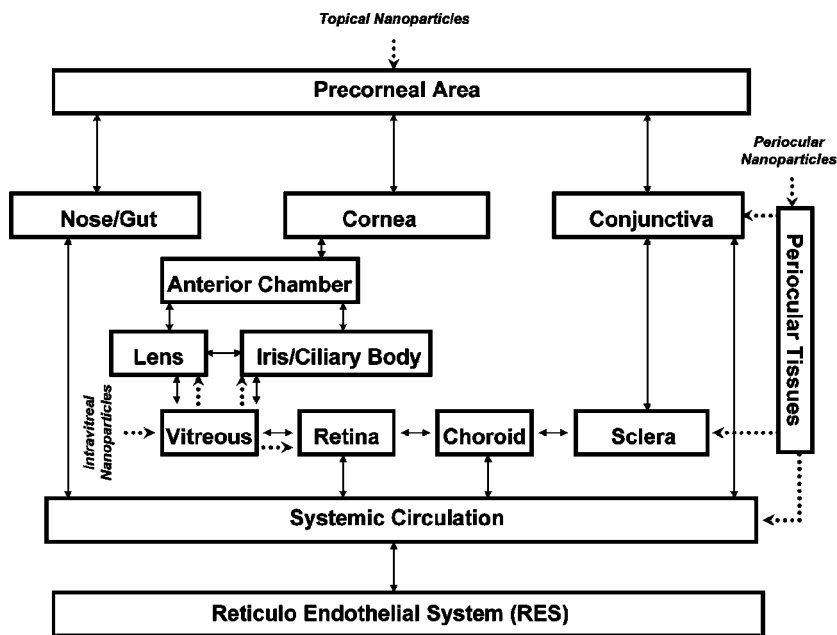 Topical Nanoparticles
Precorneal Area
Periocular
Nanoparticles
Nose/Gut
Cornea
Conjunctiva
Periocular Tissues
Anterior Chamber
Lens
Iris/Ciliary Body
Intravitreal
Nanoparticles
Vitreous
Retina
Choroid
Sclera
Systemic Circulation
Reticulo Endothelial System (RES)